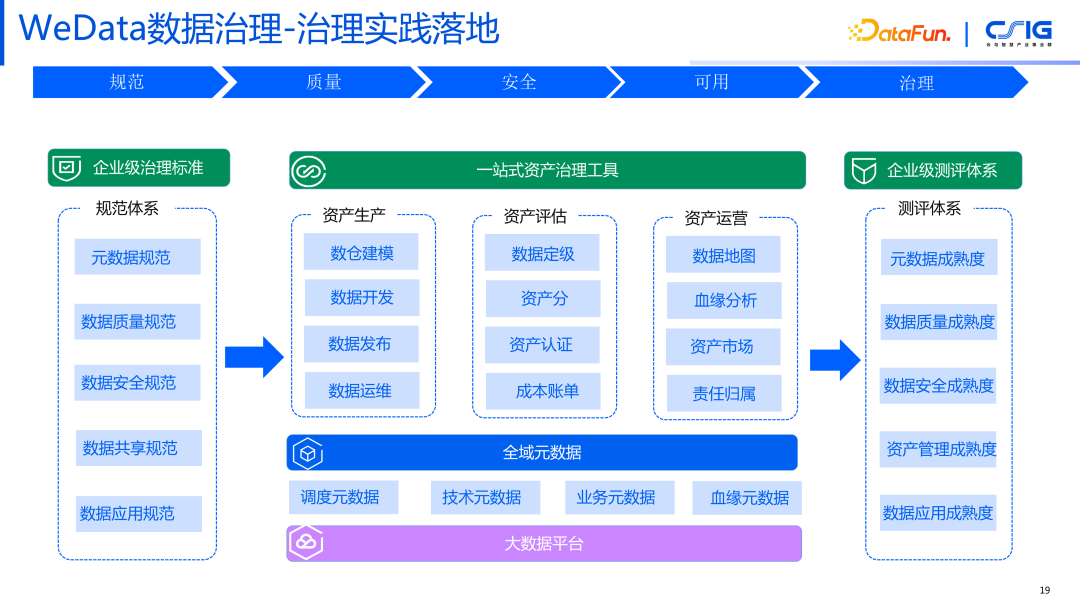 WeData数据治理-治理实践落地
DataFun.
CSIG
云与智慧产业事业群
规范
质量
安全
可用
治理
企业级治理标准
规范体系
元数据规范
数据质量规范
数据安全规范
数据共享规范
数据应用规范
一站式资产治理工具
资产生产
数仓建模
数据开发
数据发布
数据运维
资产评估
数据定级
资产分
资产认证
成本账单
资产运营
数据地图
血缘分析
资产市场
责任归属
全域元数据
调度元数据
技术元数据
业务元数据
血缘元数据
大数据平台
企业级测评体系
测评体系
元数据成熟度
数据质量成熟度
数据安全成熟度
资产管理成熟度
数据应用成熟度
19